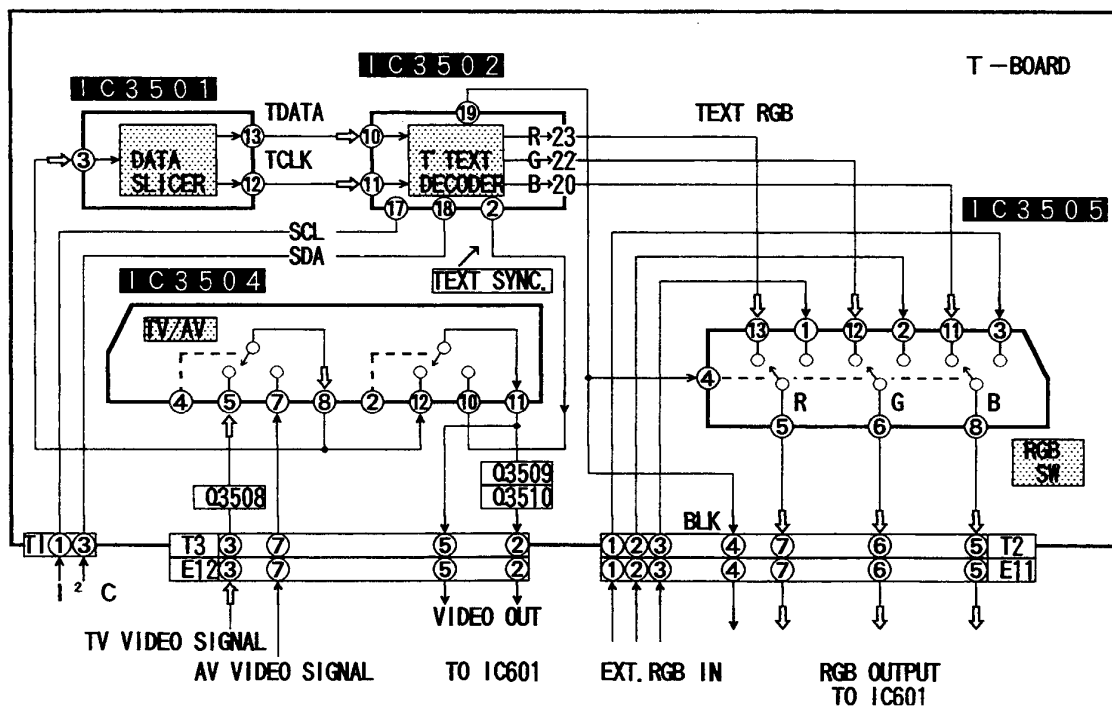 IC3501
IC3502
T-BOARD
TDATA
19
TEXT RGB
3
DATA
SLICER
13
10
T TEXT
DECODER
R→23
TCLK
G→22
12
11
B→20
17
18
2
IC3505
SCL
SDA
TEXT SYNC.
IC3504
TV/AV
13
1
12
2
11
3
4
R
G
B
4
5
7
8
2
12
10
11
5
6
8
RGB
SW
Q3508
Q3509
Q3510
BLK
T1 1 3
T3 3 7 5 2
1 2 3 4 7 6 5 T2
E12 3 7 5 2
1 2 3 4 7 6 5 E11
I² C
VIDEO OUT
TV VIDEO SIGNAL
AV VIDEO SIGNAL
TO IC601
EXT. RGB IN
RGB OUTPUT
TO IC601